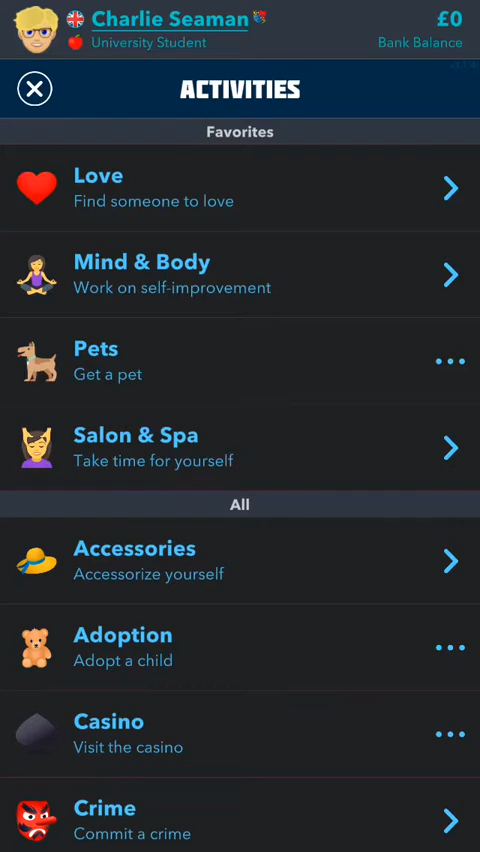 Charlie Seaman £0
University Student Bank Balance
ACTIVITIES
Favorites
Love
Find someone to love
Mind & Body
Work on self-improvement
Pets
Get a pet
Salon & Spa
Take time for yourself
All
Accessories
Accessorize yourself
Adoption
Adopt a child
Casino
Visit the casino
Crime
Commit a crime